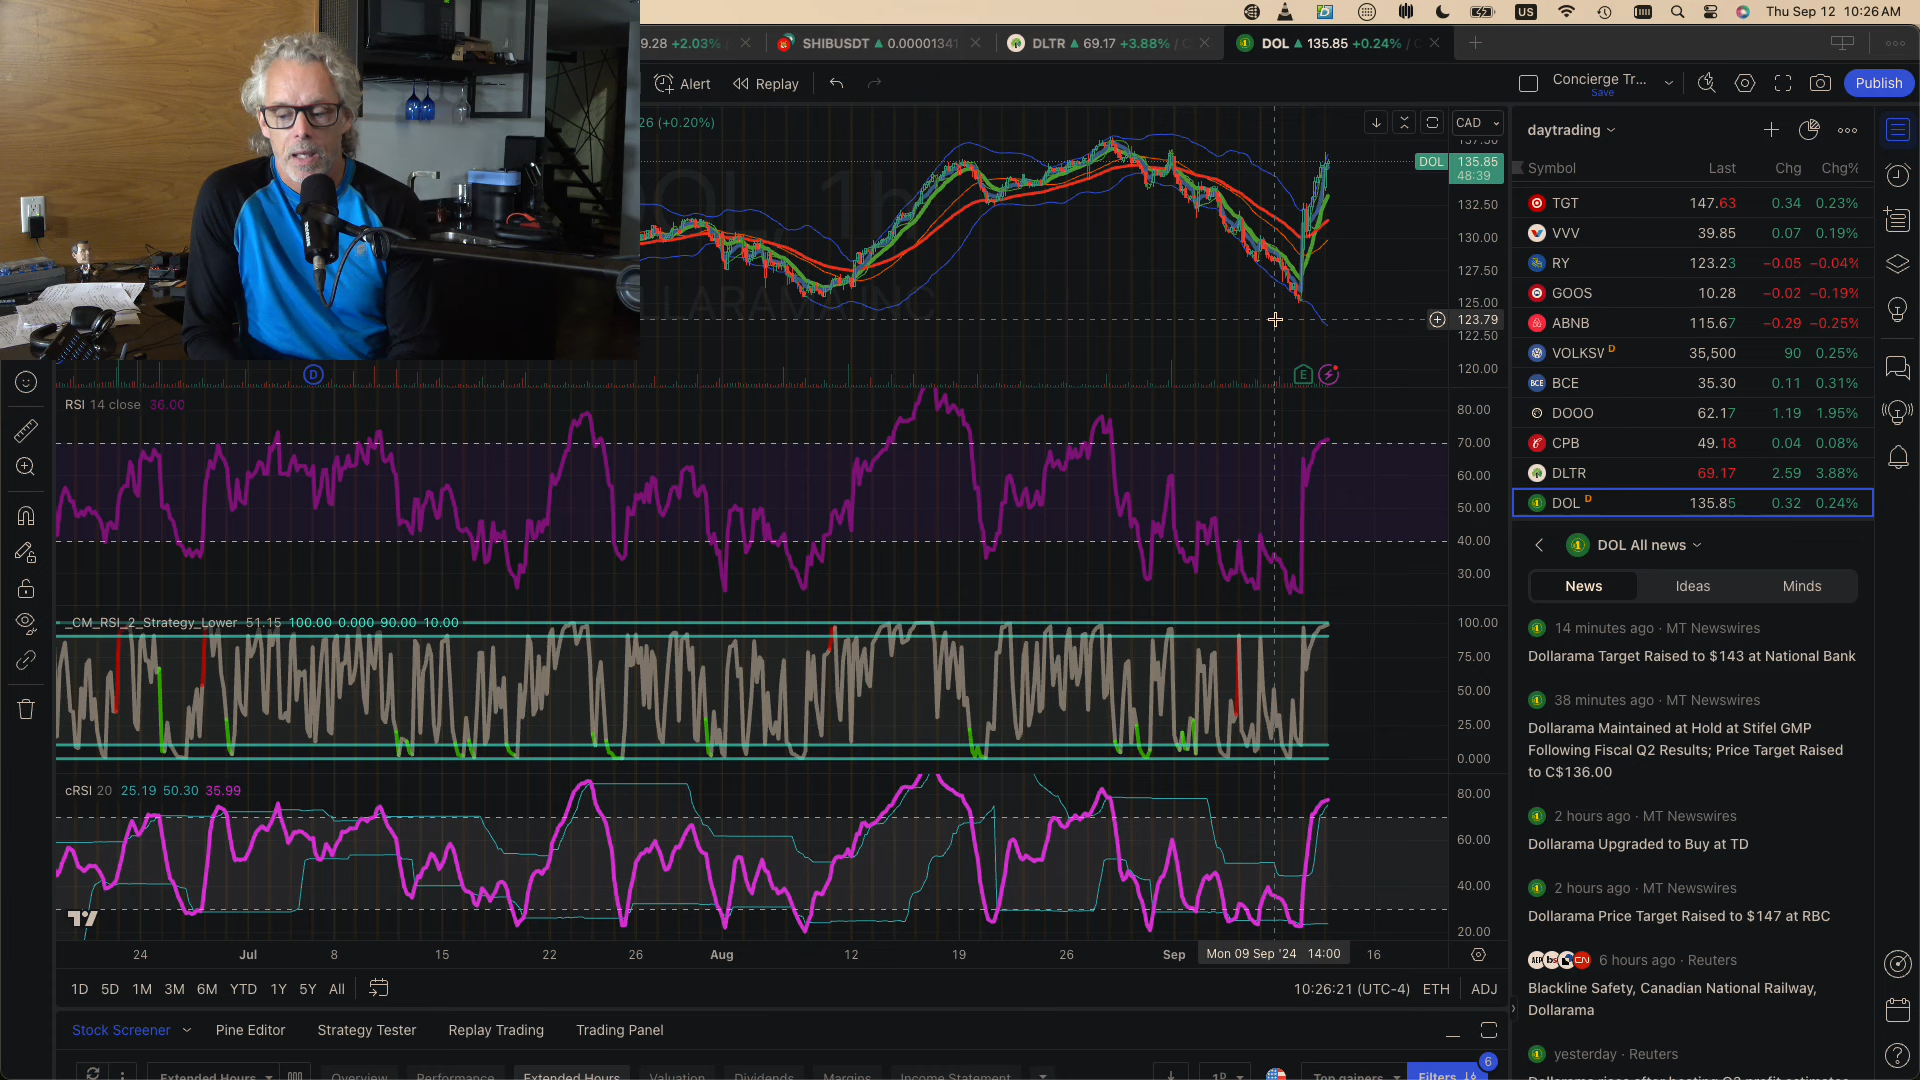 Thu Sep 12 10:26 AM
US
9.28 +2.03%
SHIBUSDT 0.00001341
DLTR 69.17 +3.88% /
DOL 135.85 +0.24% / C
Alert
Replay
Concierge Tr...
Save
Publish
26 (+0.20%)
CAD
DOL 135.85
48:39
132.50
130.00
127.50
125.00
123.79
122.50
120.00
D
E
RSI 14 close 36.00
80.00
70.00
60.00
50.00
40.00
30.00
_CM_RSI_2_Strategy_Lower 51.15 100.00 0.000 90.00 10.00
100.00
75.00
50.00
25.00
0.000
cRSI 20 25.19 50.30 35.99
80.00
60.00
40.00
20.00
24 Jul 8 15 22 26 Aug 12 19 26 Sep Mon 09 Sep '24 14:00 16
1D 5D 1M 3M 6M YTD 1Y 5Y All
10:26:21 (UTC-4) ETH ADJ
Stock Screener Pine Editor Strategy Tester Replay Trading Trading Panel
Extended Hours Overview Performance Extended Hours Valuation Dividends Margins Income Statement
1D Top gainers Filters 6
daytrading
Symbol Last Chg Chg%
TGT 147.63 0.34 0.23%
VVV 39.85 0.07 0.19%
RY 123.23 −0.05 −0.04%
GOOS 10.28 −0.02 −0.19%
ABNB 115.67 −0.29 −0.25%
VOLKSW D 35,500 90 0.25%
BCE 35.30 0.11 0.31%
DOOO 62.17 1.19 1.95%
CPB 49.18 0.04 0.08%
DLTR 69.17 2.59 3.88%
DOL D 135.85 0.32 0.24%
DOL All news
News Ideas Minds
14 minutes ago · MT Newswires
Dollarama Target Raised to $143 at National Bank
38 minutes ago · MT Newswires
Dollarama Maintained at Hold at Stifel GMP
Following Fiscal Q2 Results; Price Target Raised
to C$136.00
2 hours ago · MT Newswires
Dollarama Upgraded to Buy at TD
2 hours ago · MT Newswires
Dollarama Price Target Raised to $147 at RBC
6 hours ago · Reuters
Blackline Safety, Canadian National Railway,
Dollarama
yesterday · Reuters